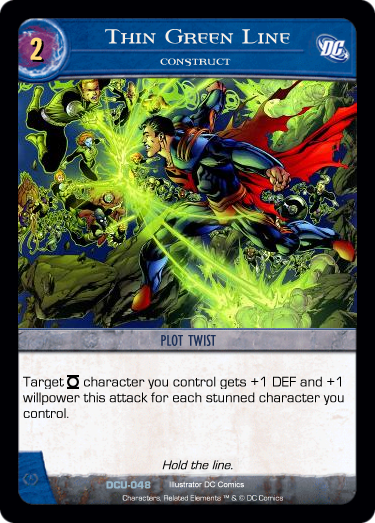 2
THIN GREEN LINE
DC
CONSTRUCT
PLOT TWIST
Target character you control gets +1 DEF and +1
willpower this attack for each stunned character you
control.
Hold the line.
DCU-048 Illustrator DC Comics
Characters, Related Elements ™ & © DC Comics